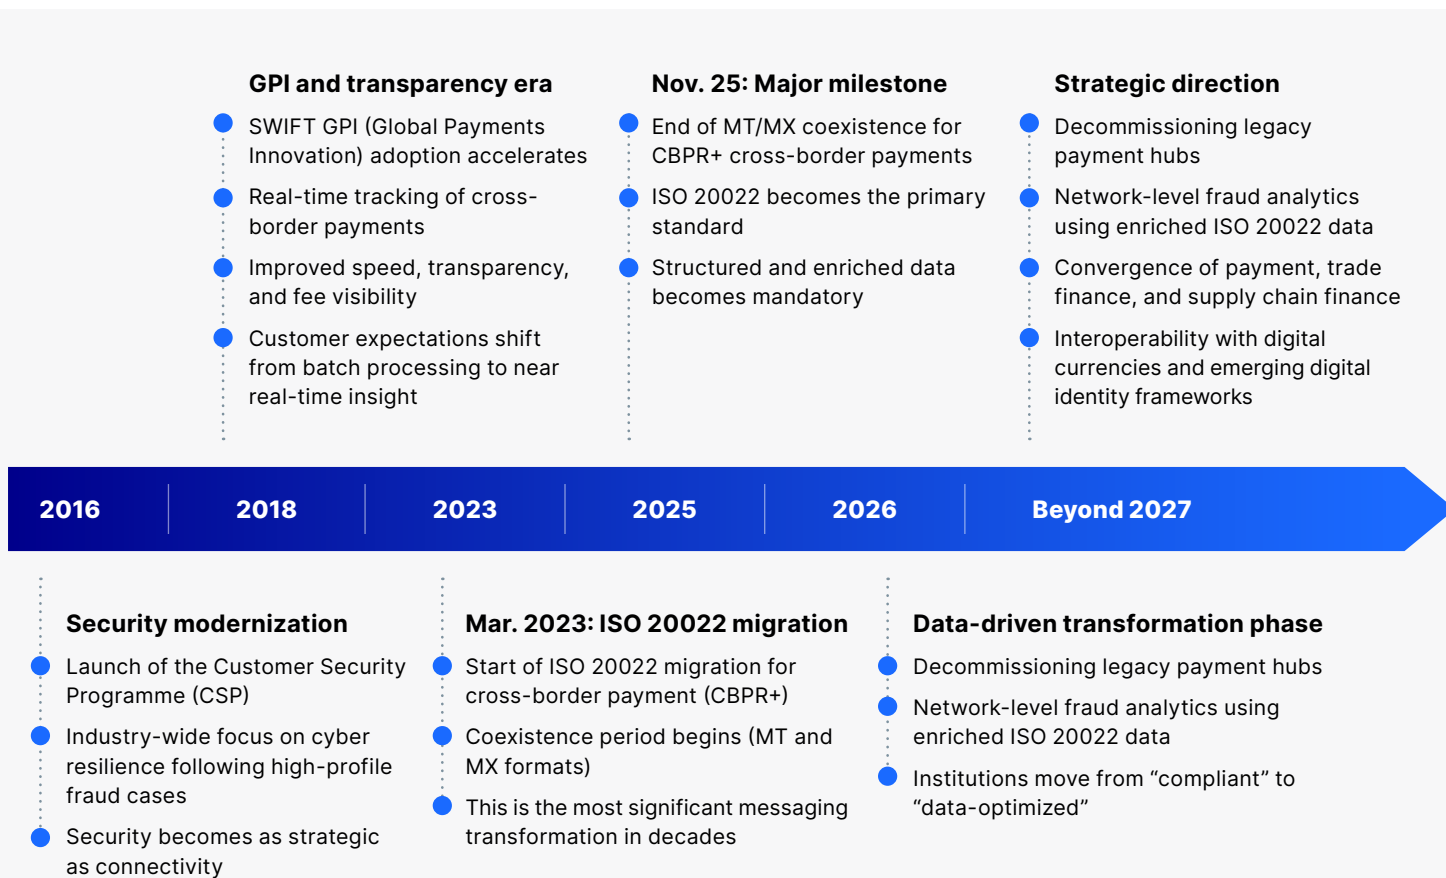 GPI and transparency era
SWIFT GPI (Global Payments
Innovation) adoption accelerates
Real-time tracking of cross-
border payments
Improved speed, transparency,
and fee visibility
Customer expectations shift
from batch processing to near
real-time insight
Nov. 25: Major milestone
End of MT/MX coexistence for
CBPR+ cross-border payments
ISO 20022 becomes the primary
standard
Structured and enriched data
becomes mandatory
Strategic direction
Decommissioning legacy
payment hubs
Network-level fraud analytics
using enriched ISO 20022 data
Convergence of payment, trade
finance, and supply chain finance
Interoperability with digital
currencies and emerging digital
identity frameworks
2016
2018
2023
2025
2026
Beyond 2027
Security modernization
Launch of the Customer Security
Programme (CSP)
Industry-wide focus on cyber
resilience following high-profile
fraud cases
Security becomes as strategic
as connectivity
Mar. 2023: ISO 20022 migration
Start of ISO 20022 migration for
cross-border payment (CBPR+)
Coexistence period begins (MT and
MX formats)
This is the most significant messaging
transformation in decades
Data-driven transformation phase
Decommissioning legacy payment hubs
Network-level fraud analytics using
enriched ISO 20022 data
Institutions move from “compliant” to
“data-optimized”